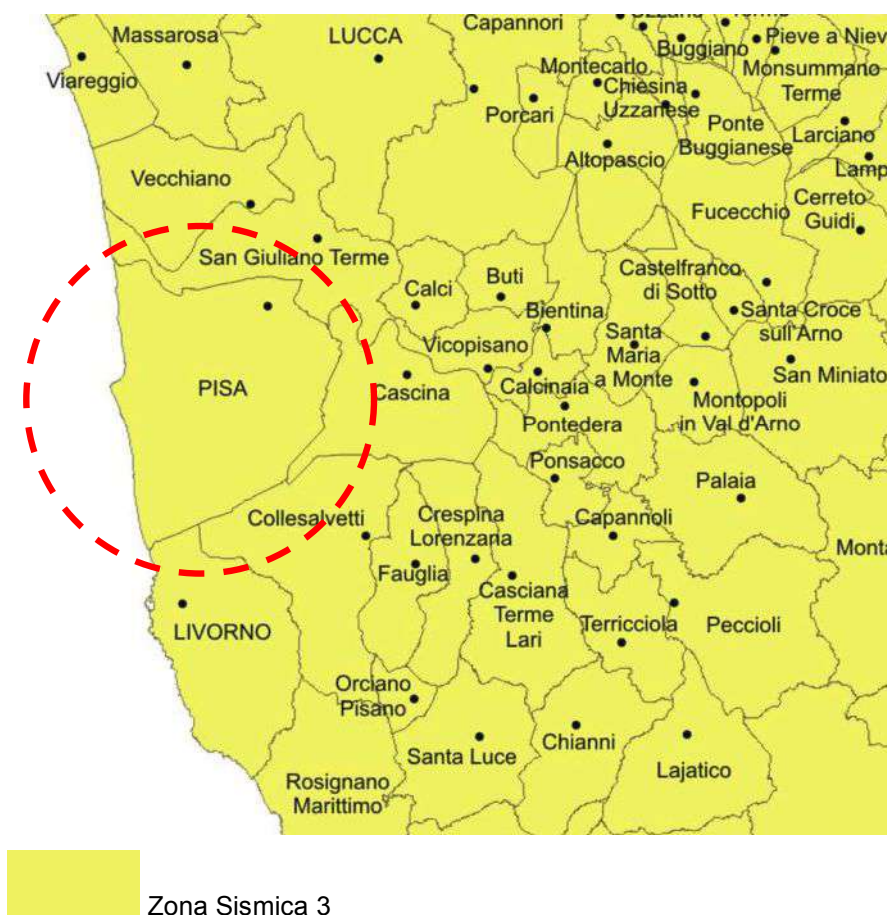 Massarosa
LUCCA
Capannori
Pieve a Niev
Buggiano
Viareggio
Montecarlo
Monsummano
Terme
Chiesina
Uzzanese
Porcari
Ponte
Buggianese
Larciano
Altopascio
Lamp
Vecchiano
Cerreto
Guidi
Fucecchio
San Giuliano Terme
Calci
Buti
Castelfranco
di Sotto
Bientina
Santa Croce
sull'Arno
Vicopisano
Santa
Maria
a Monte
San Miniato
PISA
Cascina
Calcinaia
Montopoli
in Val d'Arno
Pontedera
Ponsacco
Palaia
Collesalvetti
Crespina
Lorenzana
Capannoli
Monta
Fauglia
Casciana
Terme
Lari
LIVORNO
Terricciola
Peccioli
Orciano
Pisano
Santa Luce
Chianni
Lajatico
Rosignano
Marittimo
Zona Sismica 3